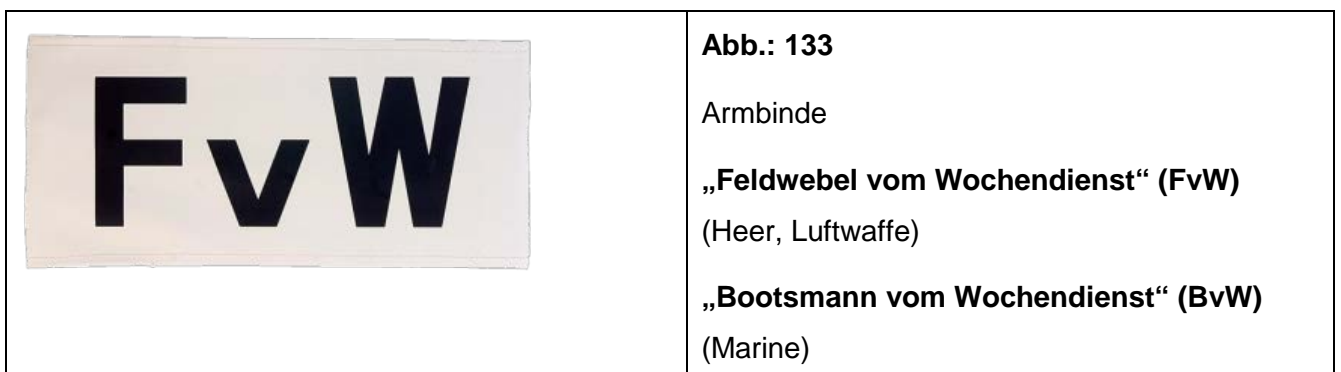 FvW
Abb.: 133
Armbinde
„Feldwebel vom Wochendienst“ (FvW)
(Heer, Luftwaffe)
„Bootsmann vom Wochendienst“ (BvW)
(Marine)